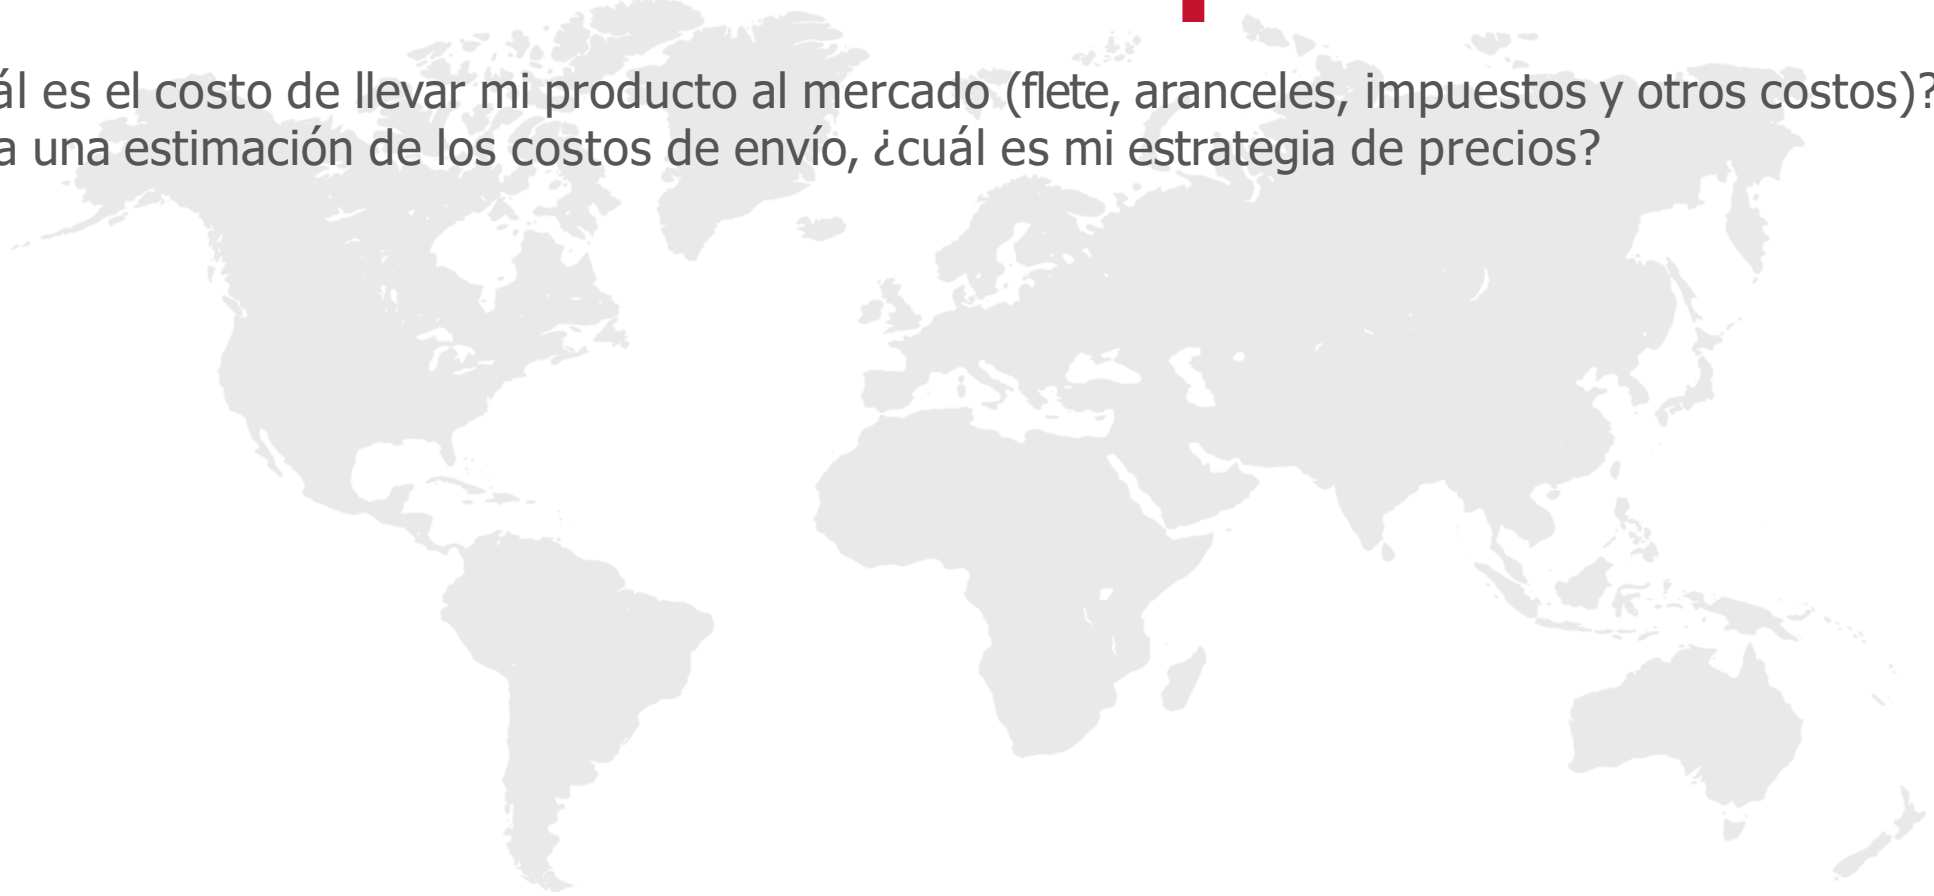 es el costo de llevar mi producto al mercado (flete, aranceles, impuestos y otros costos)?
una estimación de los costos de envío, ¿cuál es mi estrategia de precios?